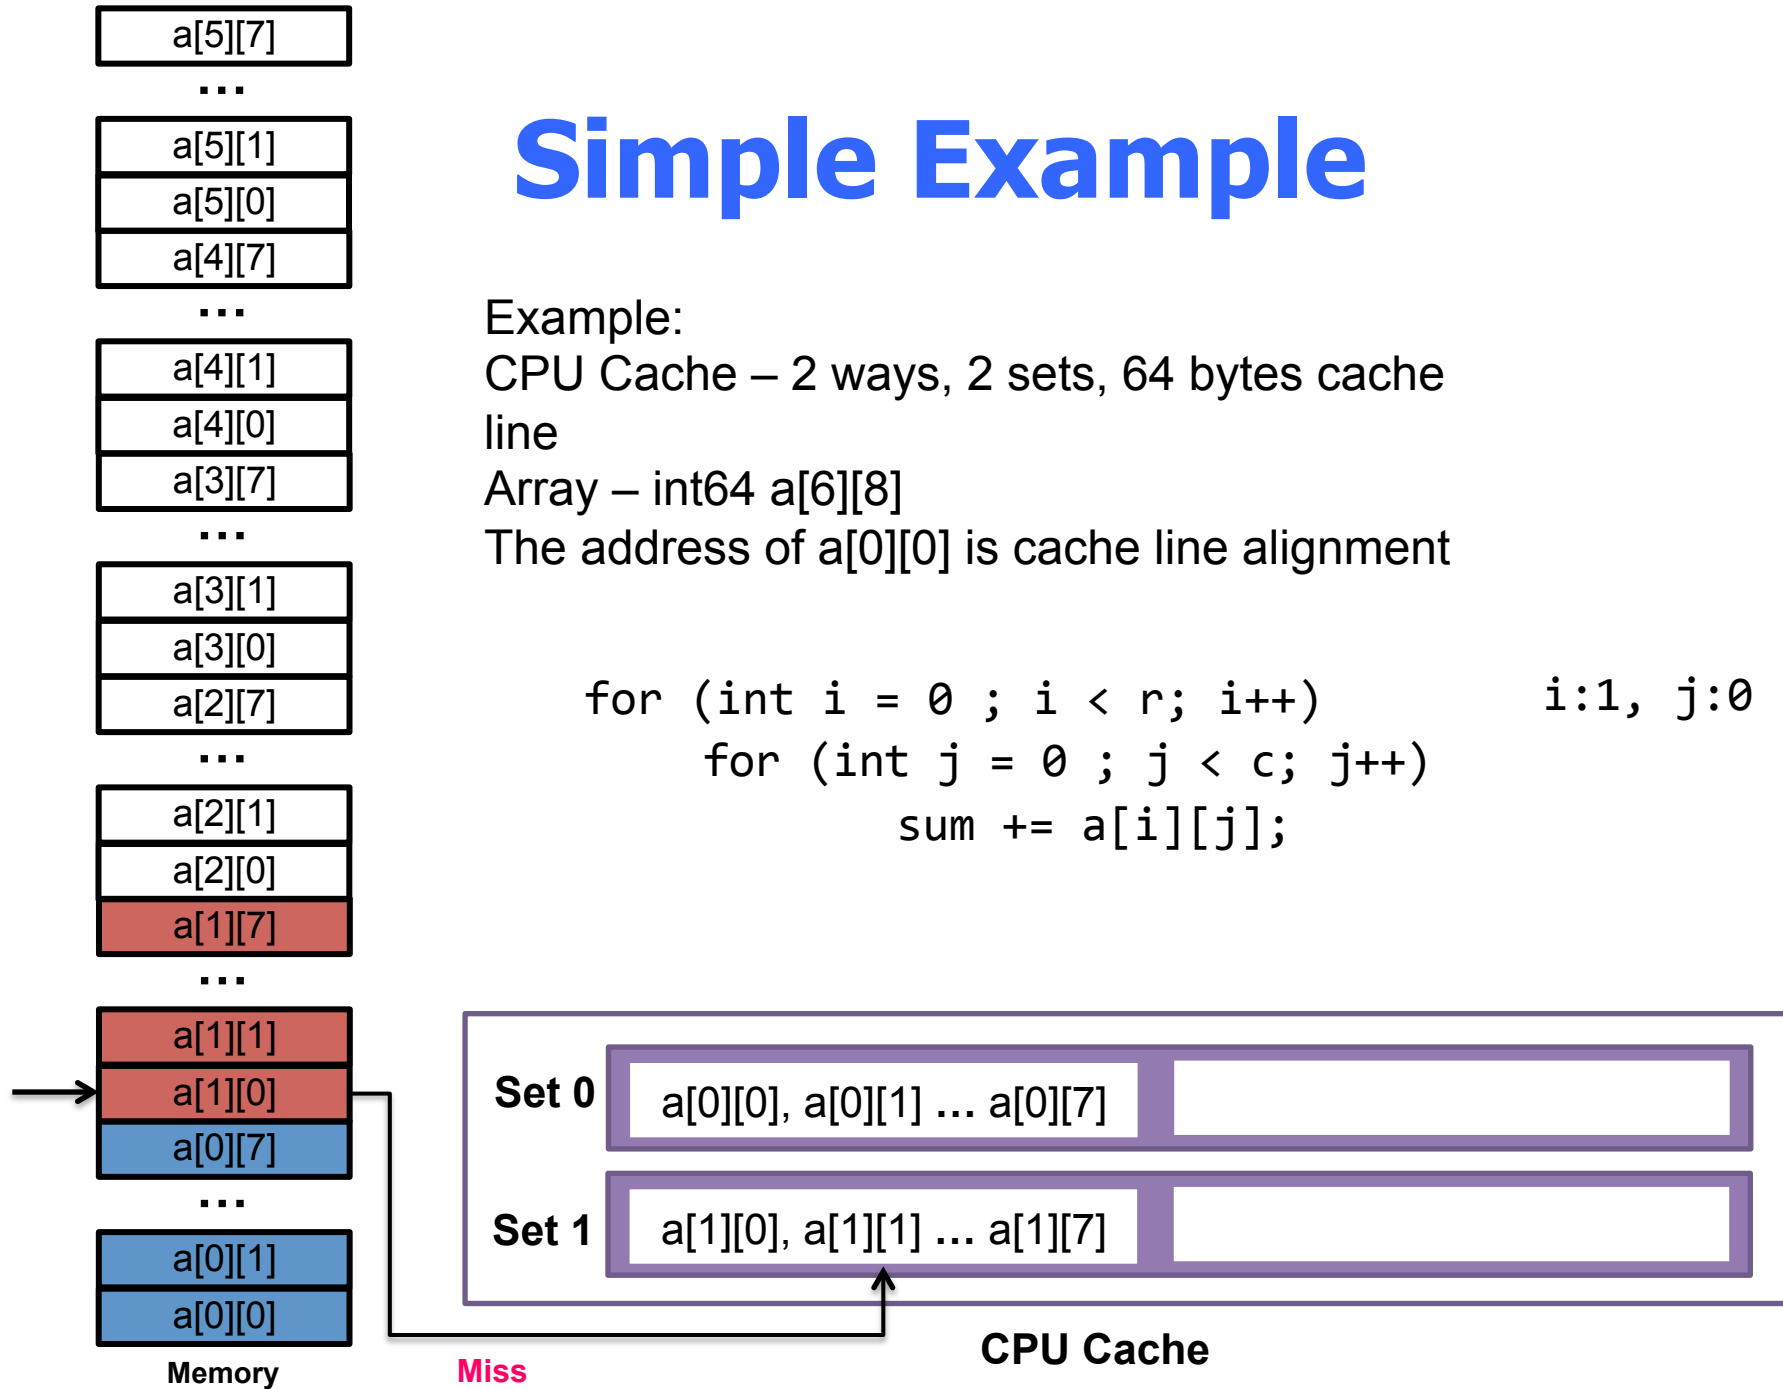 a[5][7]
...
a[5][1]
a[5][0]
a[4][7]
...
a[4][1]
a[4][0]
a[3][7]
...
a[3][1]
a[3][0]
a[2][7]
...
a[2][1]
a[2][0]
a[1][7]
...
a[1][1]
a[1][0]
a[0][7]
...
a[0][1]
a[0][0]
Memory
Simple Example
Example:
CPU Cache – 2 ways, 2 sets, 64 bytes cache
line
Array – int64 a[6][8]
The address of a[0][0] is cache line alignment
for (int i = 0 ; i < r; i++)
for (int j = 0 ; j < c; j++)
sum += a[i][j];
i:1, j:0
Set 0
a[0][0], a[0][1] ... a[0][7]
Set 1
a[1][0], a[1][1] ... a[1][7]
Miss
CPU Cache